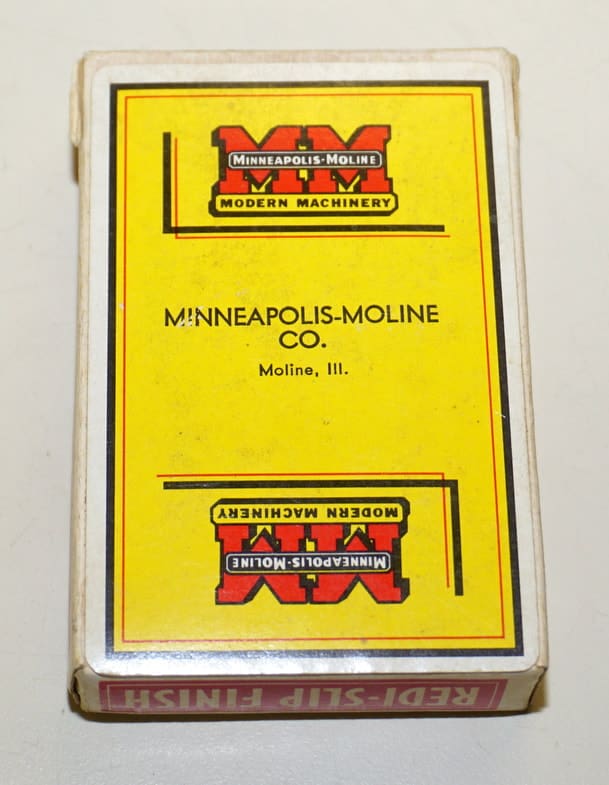 MINNEAPOLIS-MOLINE
MODERN MACHINERY
MINNEAPOLIS-MOLINE
CO.
Moline, Ill.
MODERN MACHINERY
MINNEAPOLIS-MOLINE
REDI-SLIP FINISH